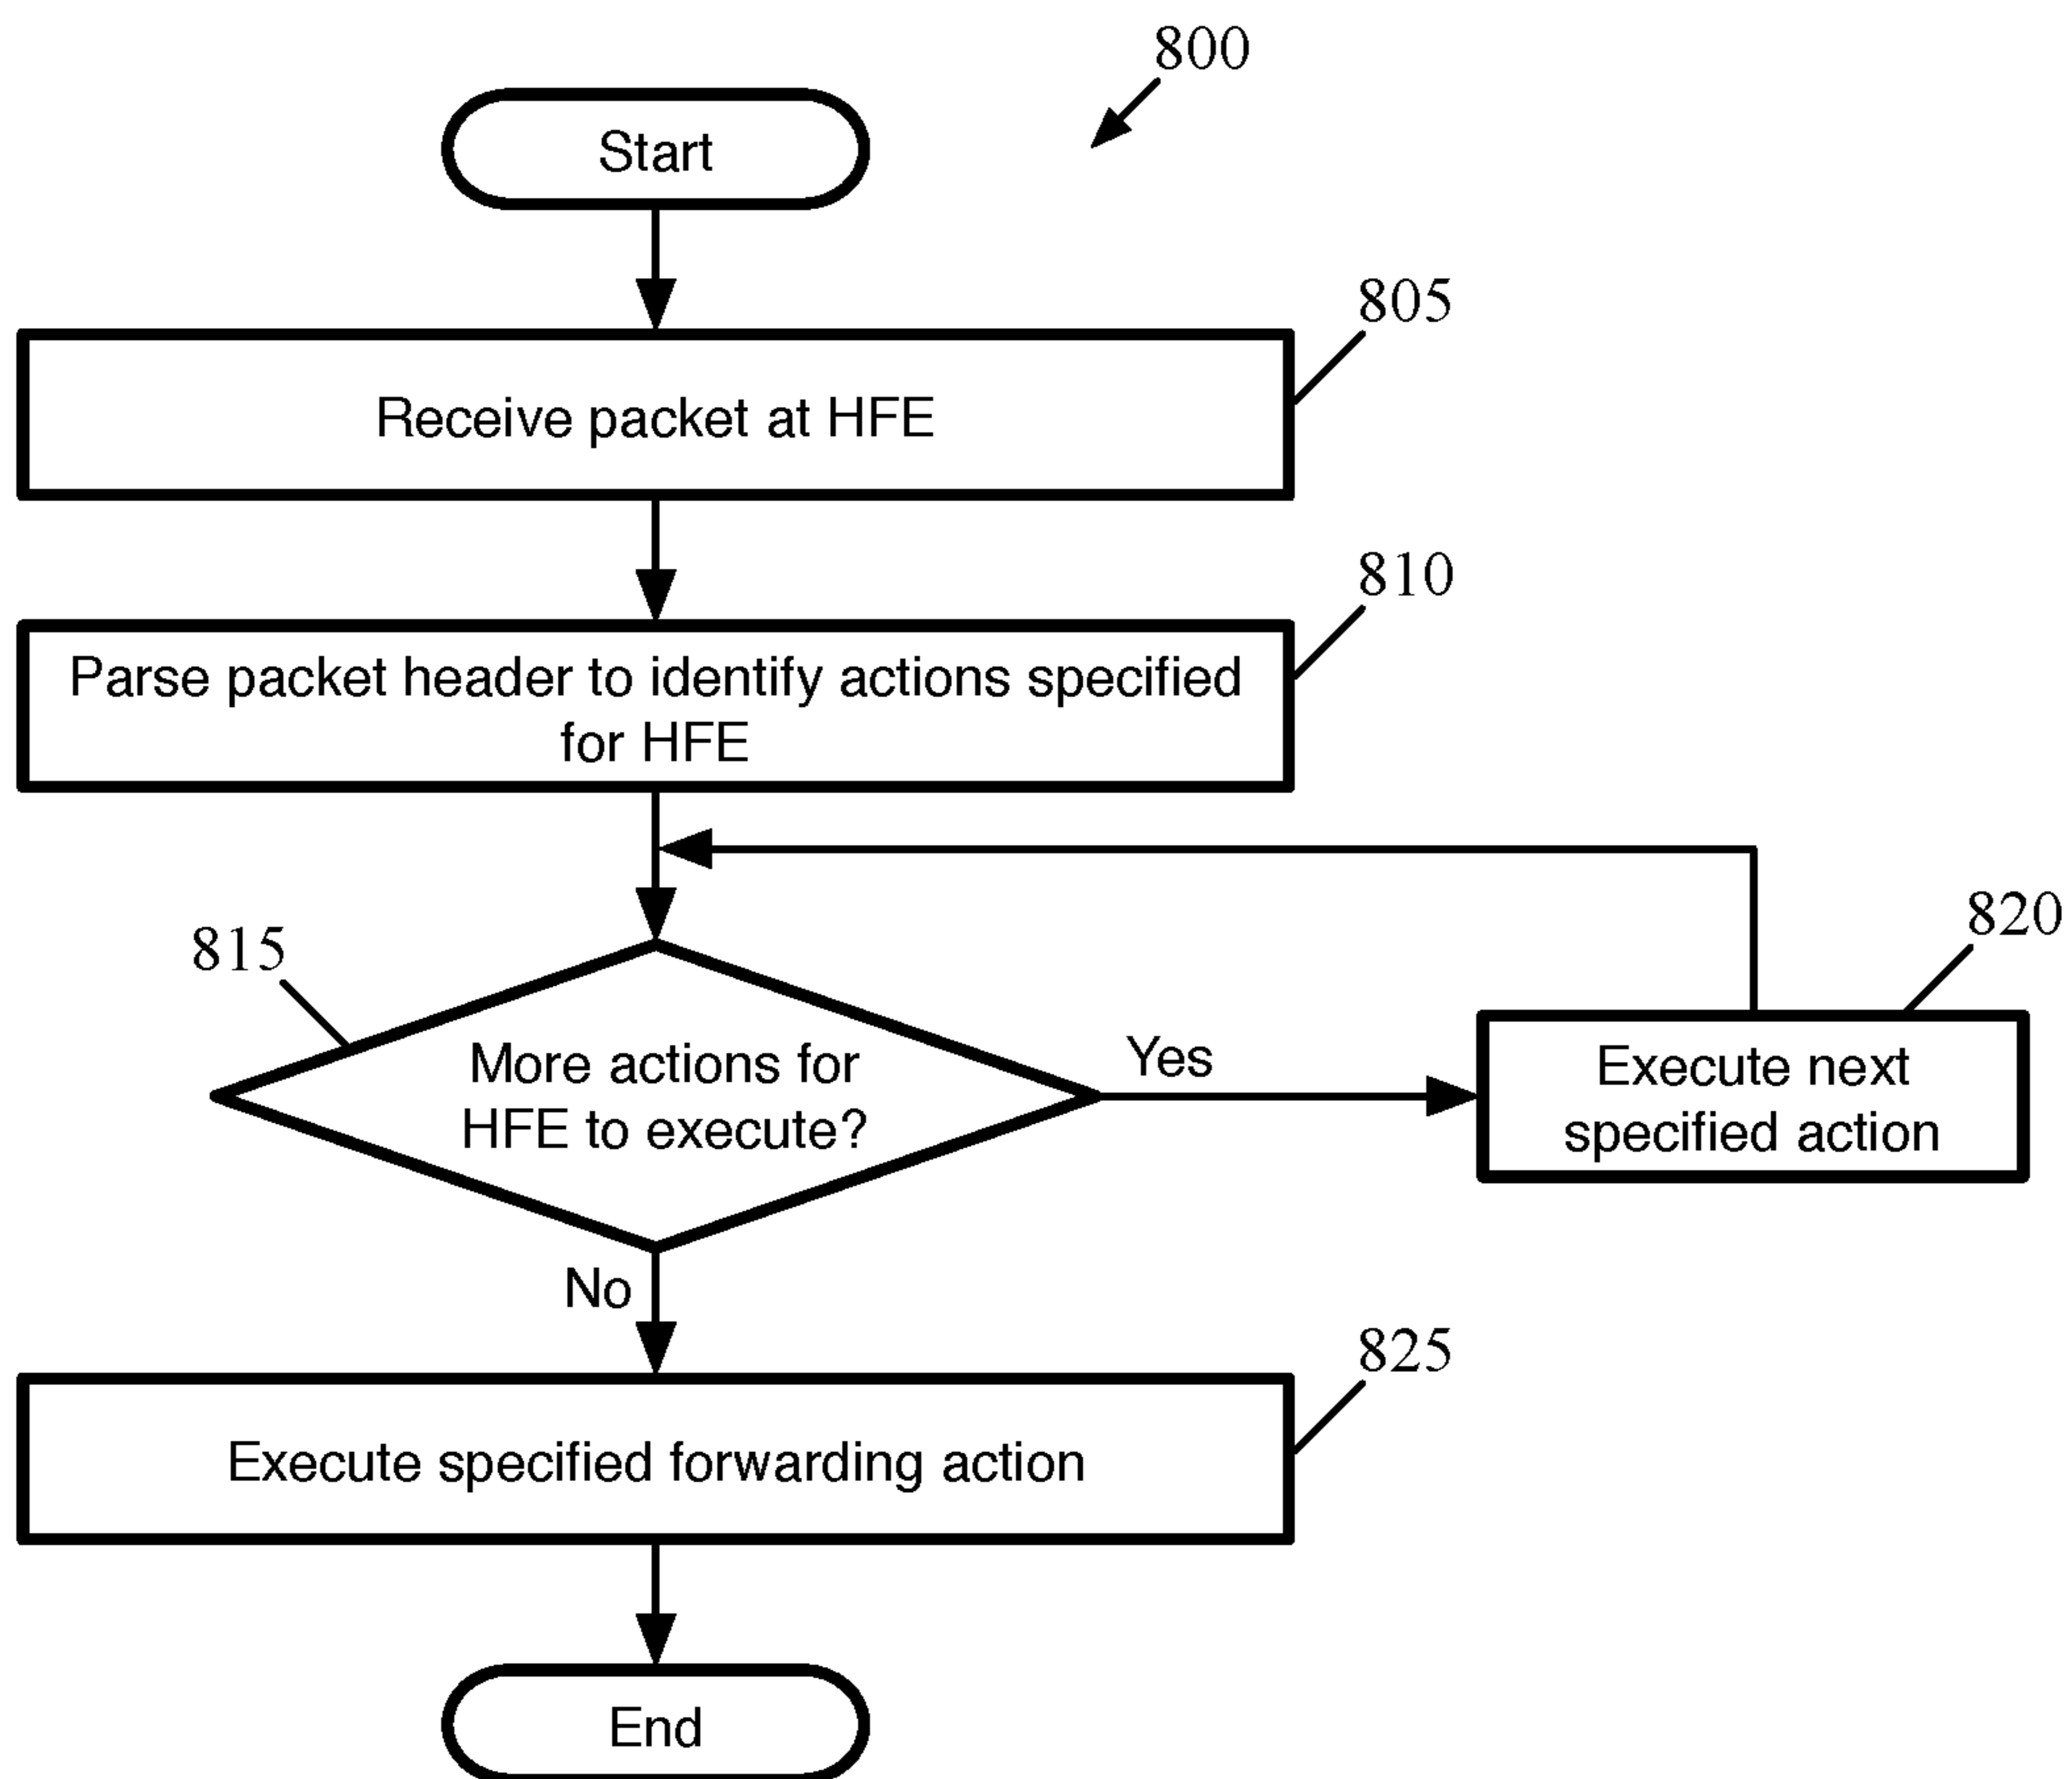 800
Start
805
Receive packet at HFE
810
Parse packet header to identify actions specified
for HFE
815
820
More actions for
HFE to execute?
Yes
Execute next
specified action
No
825
Execute specified forwarding action
End